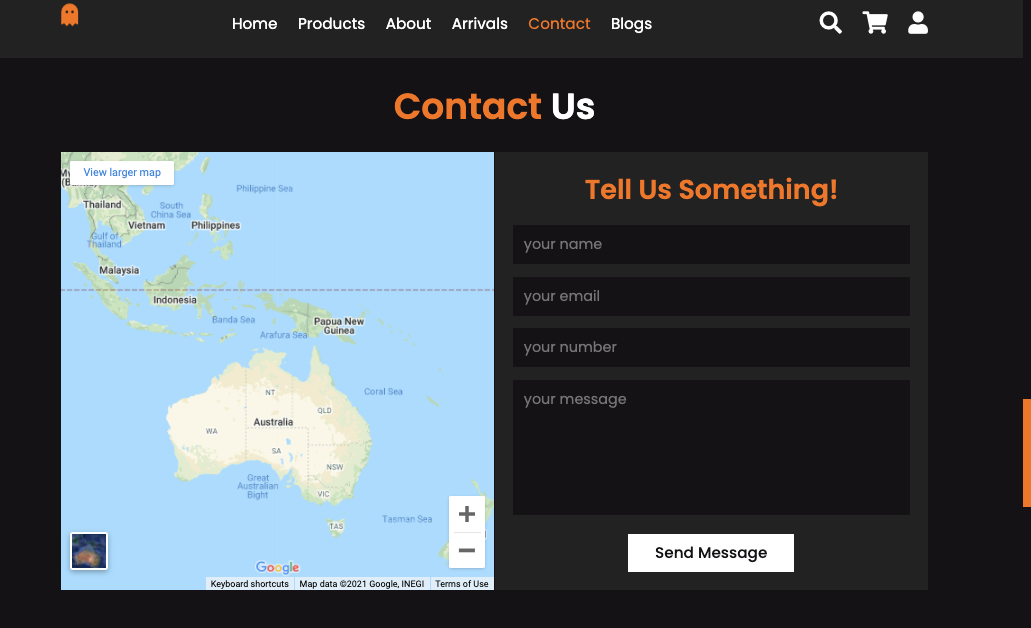 Home Products About Arrivals Contact Blogs
Contact Us
View larger map
Philippine Sea
Thailand
South
China Sea
Vietnam
Philippines
Gulf of
Thailand
Malaysia
Indonesia
Banda Sea
Papua New
Guinea
Arafura Sea
Coral Sea
NT
QLD
Australia
WA
SA
NSW
Great
Australian
Bight
VIC
TAS
Tasman Sea
Google
Keyboard shortcuts Map data ©2021 Google, INEGI Terms of Use
Tell Us Something!
your name
your email
your number
your message
Send Message